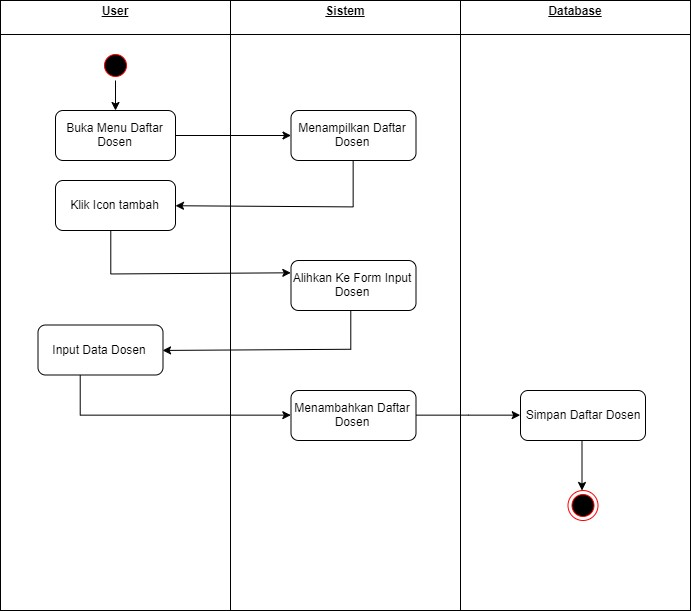 User
Sistem
Database
Buka Menu Daftar
Dosen
Menampilkan Daftar
Dosen
Klik Icon tambah
Alihkan Ke Form Input
Dosen
Input Data Dosen
Menambahkan Daftar
Dosen
Simpan Daftar Dosen